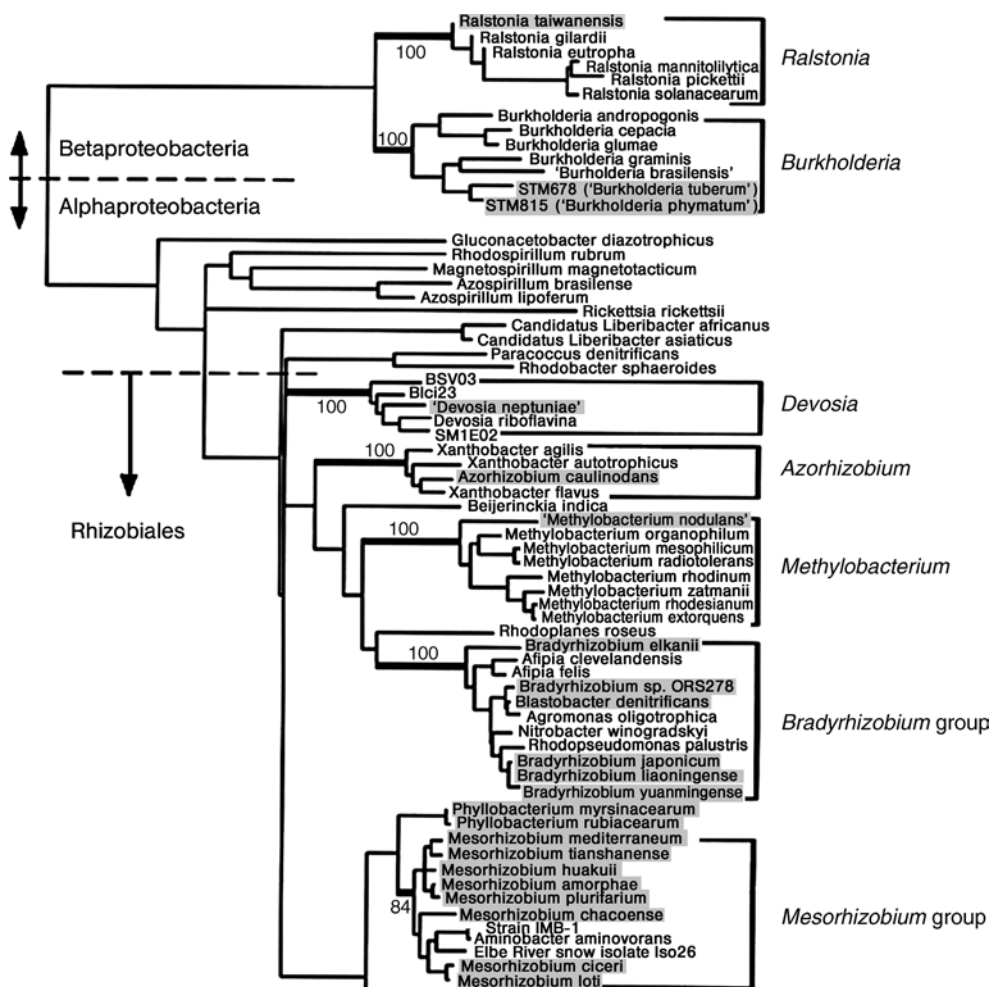 Ralstonia taiwanensis
Ralstonia gilardii
Ralstonia eutropha
Ralstonia mannitolilytica
Ralstonia pickettii
Ralstonia solanacearum
100
Ralstonia
Burkholderia andropogonis
Burkholderia cepacia
Burkholderia glumae
Burkholderia graminis
'Burholderia brasilensis'
STM678 ('Burkholderia tuberum')
STM815 ('Burkholderia phymatum')
100
Burkholderia
Betaproteobacteria
Alphaproteobacteria
Gluconacetobacter diazotrophicus
Rhodospirillum rubrum
Magnetospirillum magnetotacticum
Azospirillum brasilense
Azospirillum lipoferum
Rickettsia rickettsii
Candidatus Liberibacter africanus
Candidatus Liberibacter asiaticus
Paracoccus denitrificans
Rhodobacter sphaeroides
BSV03
Blci23
'Devosia neptuniae'
Devosia riboflavina
SM1E02
100
Devosia
Xanthobacter agilis
Xanthobacter autotrophicus
Azorhizobium caulinodans
Xanthobacter flavus
100
Azorhizobium
Rhizobiales
Beijerinckia indica
'Methylobacterium nodulans'
Methylobacterium organophilum
Methylobacterium mesophilicum
Methylobacterium radiotolerans
Methylobacterium rhodinum
Methylobacterium zatmanii
Methylobacterium rhodesianum
Methylobacterium extorquens
100
Methylobacterium
Rhodoplanes roseus
Bradyrhizobium elkanii
Afipia clevelandensis
Afipia felis
Bradyrhizobium sp. ORS278
Blastobacter denitrificans
Agromonas oligotrophica
Nitrobacter winogradskyi
Rhodopseudomonas palustris
Bradyrhizobium japonicum
Bradyrhizobium liaoningense
Bradyrhizobium yuanmingense
100
Bradyrhizobium group
Phyllobacterium myrsinacearum
Phyllobacterium rubiacearum
Mesorhizobium mediterraneum
Mesorhizobium tianshanense
Mesorhizobium huakuii
Mesorhizobium amorphae
Mesorhizobium plurifarium
Mesorhizobium chacoense
Strain IMB-1
Aminobacter aminovorans
Elbe River snow isolate Iso26
Mesorhizobium ciceri
Mesorhizobium loti
84
Mesorhizobium group